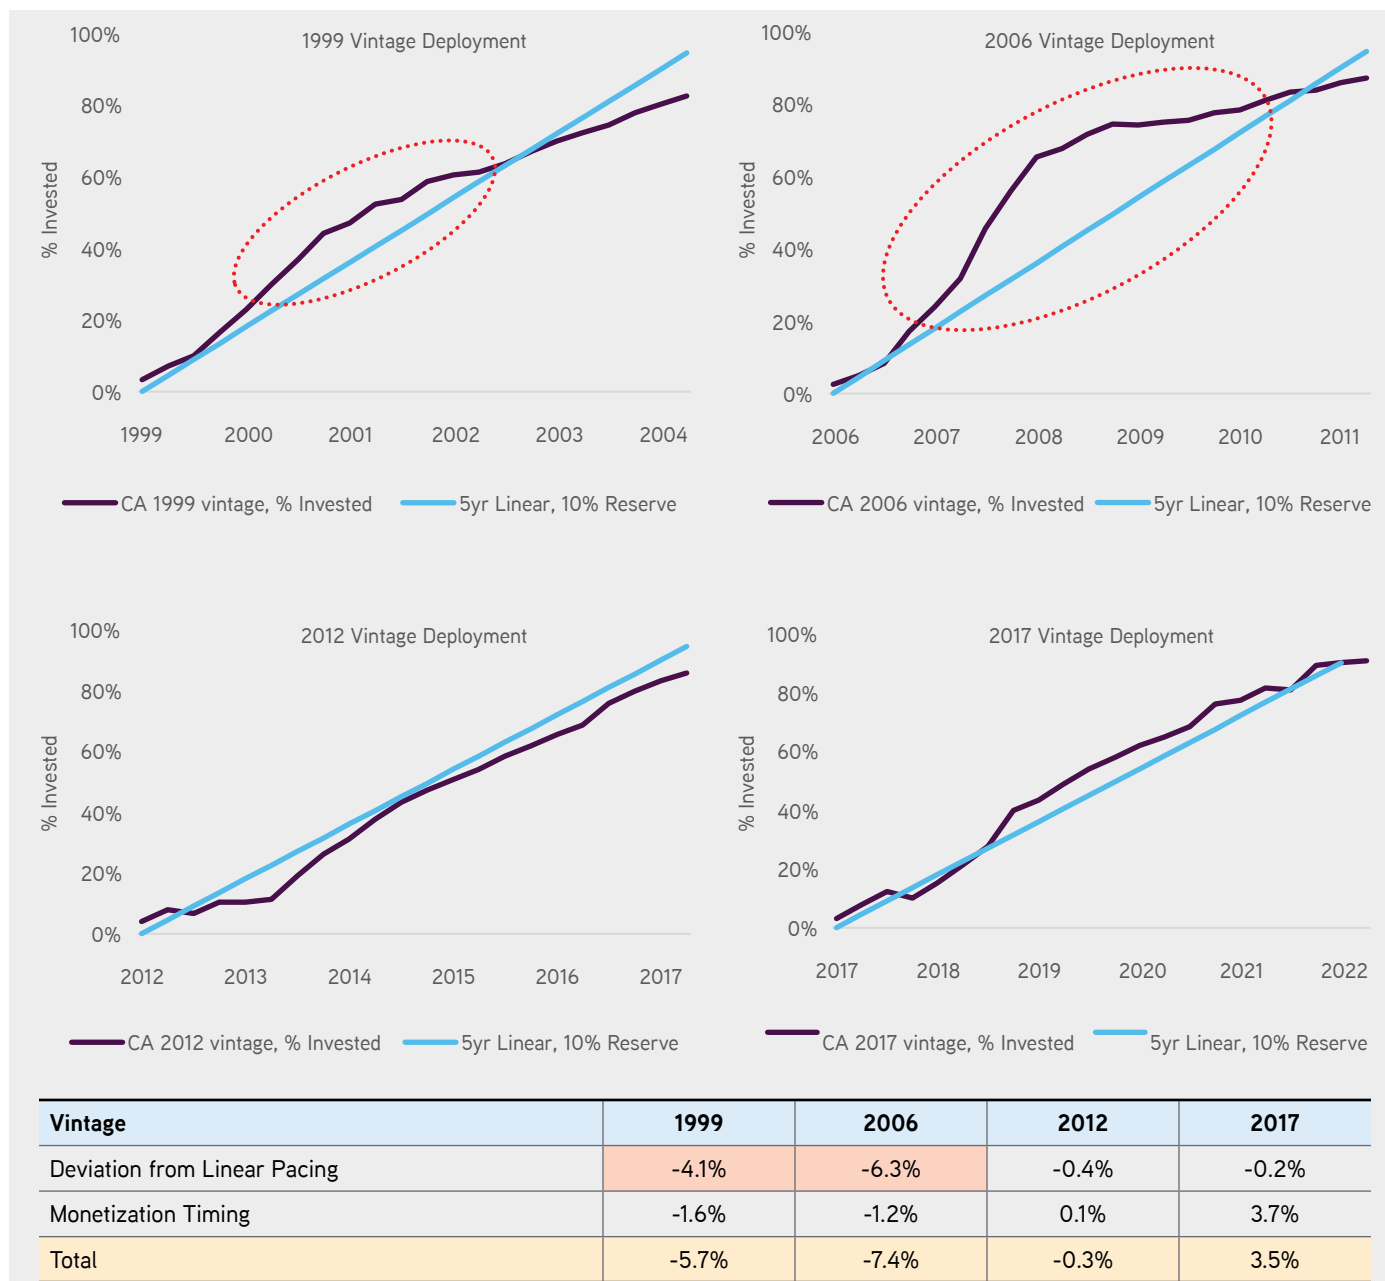 1999 Vintage Deployment
% Invested
100%
80%
60%
40%
20%
0%
1999 2000 2001 2002 2003 2004
CA 1999 vintage, % Invested 5yr Linear, 10% Reserve
2006 Vintage Deployment
% Invested
100%
80%
60%
40%
20%
0%
2006 2007 2008 2009 2010 2011
CA 2006 vintage, % Invested 5yr Linear, 10% Reserve
2012 Vintage Deployment
% Invested
100%
80%
60%
40%
20%
0%
2012 2013 2014 2015 2016 2017
CA 2012 vintage, % Invested 5yr Linear, 10% Reserve
2017 Vintage Deployment
% Invested
100%
80%
60%
40%
20%
0%
2017 2018 2019 2020 2021 2022
CA 2017 vintage, % Invested 5yr Linear, 10% Reserve
Vintage 1999 2006 2012 2017
Deviation from Linear Pacing -4.1% -6.3% -0.4% -0.2%
Monetization Timing -1.6% -1.2% 0.1% 3.7%
Total -5.7% -7.4% -0.3% 3.5%